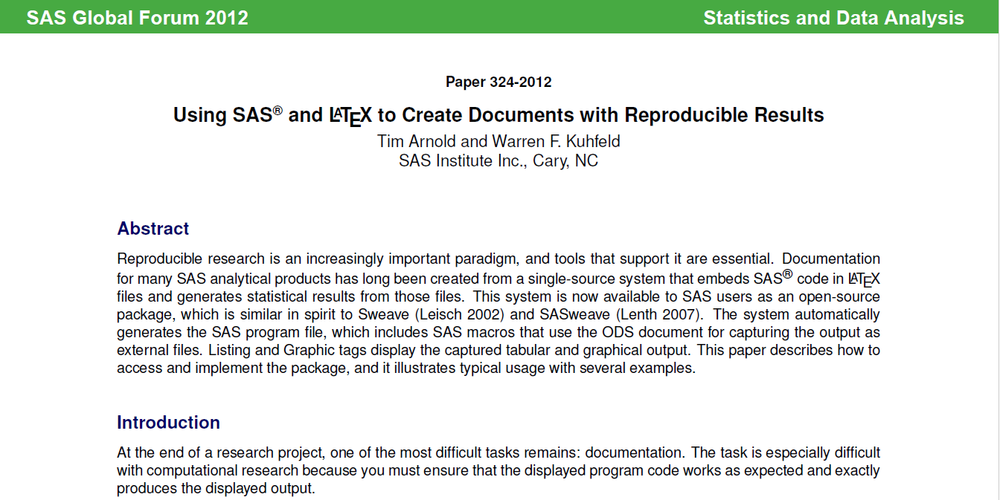 SAS Global Forum 2012
Statistics and Data Analysis
Paper 324-2012
Using SAS® and LATEX to Create Documents with Reproducible Results
Tim Arnold and Warren F. Kuhfeld
SAS Institute Inc., Cary, NC
Abstract
Reproducible research is an increasingly important paradigm, and tools that support it are essential. Documentation
for many SAS analytical products has long been created from a single-source system that embeds SAS® code in LATEX
files and generates statistical results from those files. This system is now available to SAS users as an open-source
package, which is similar in spirit to Sweave (Leisch 2002) and SASweave (Lenth 2007). The system automatically
generates the SAS program file, which includes SAS macros that use the ODS document for capturing the output as
external files. Listing and Graphic tags display the captured tabular and graphical output. This paper describes how to
access and implement the package, and it illustrates typical usage with several examples.
Introduction
At the end of a research project, one of the most difficult tasks remains: documentation. The task is especially difficult
with computational research because you must ensure that the displayed program code works as expected and exactly
produces the displayed output.